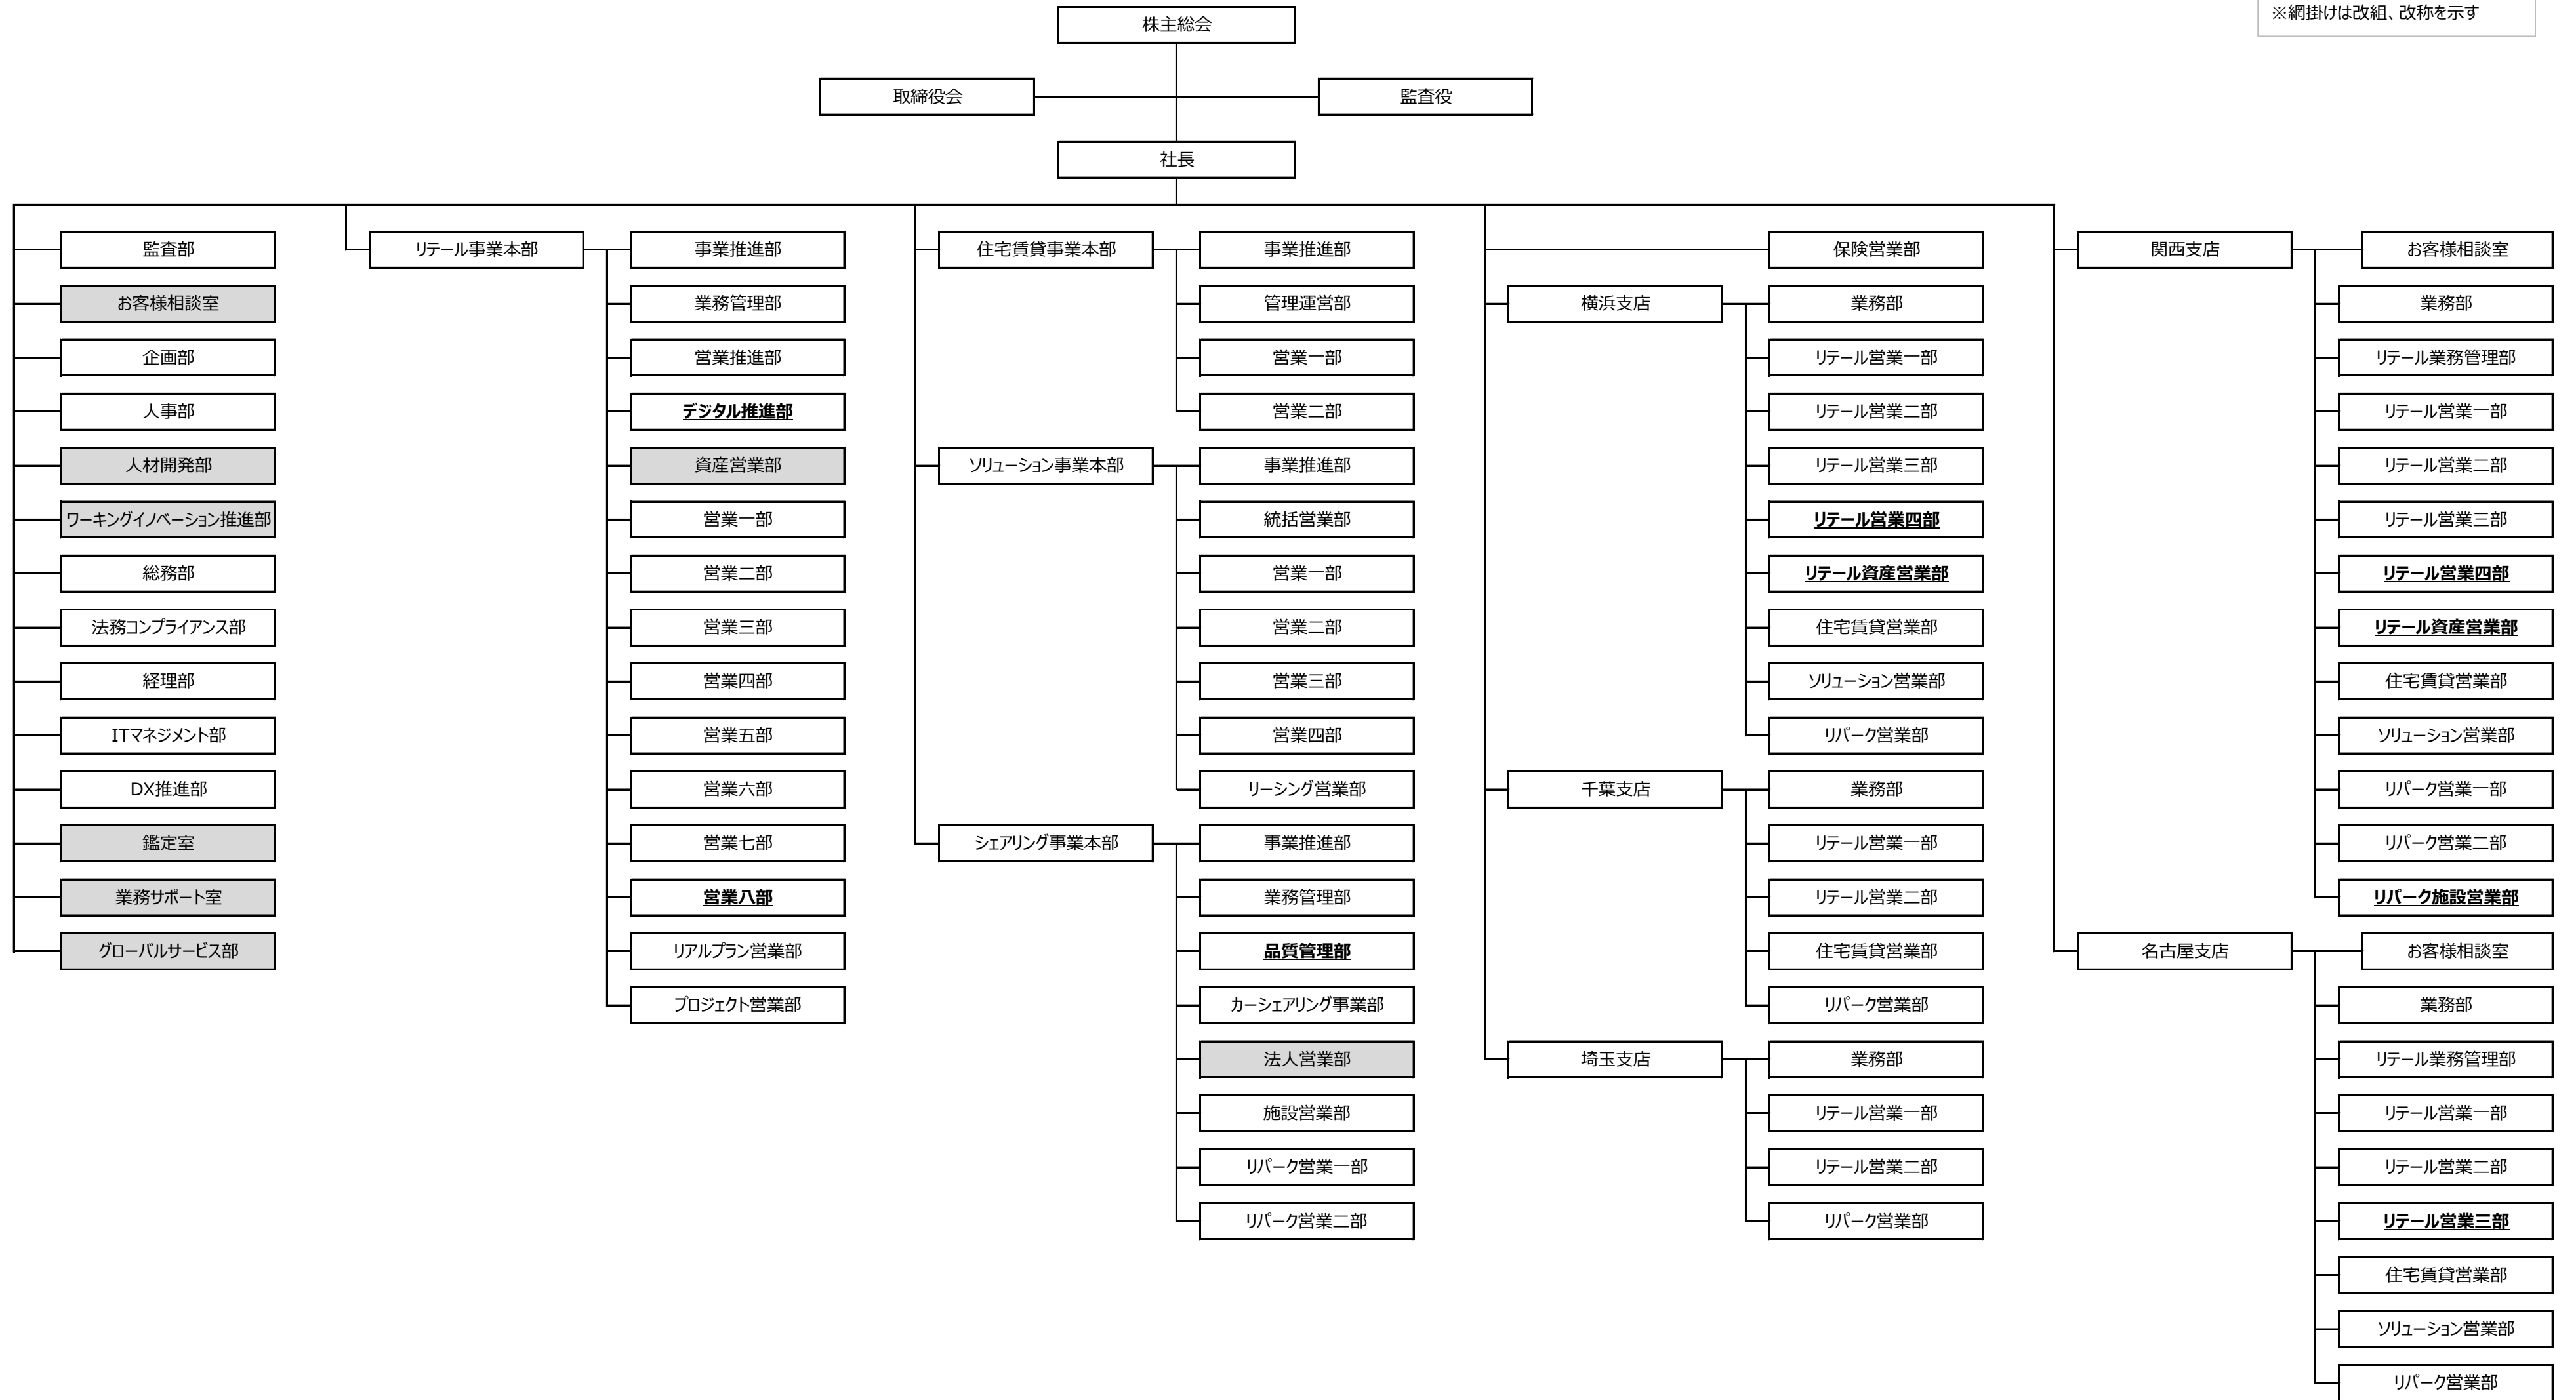 ※網掛けは改組、改称を示す
株主総会
取締役会
監査役
社長
監査部
お客様相談室
企画部
人事部
人材開発部
ワーキングイノベーション推進部
総務部
法務コンプライアンス部
経理部
ITマネジメント部
DX推進部
鑑定室
業務サポート室
グローバルサービス部
リテール事業本部
事業推進部
業務管理部
営業推進部
デジタル推進部
資産営業部
営業一部
営業二部
営業三部
営業四部
営業五部
営業六部
営業七部
営業八部
リアルプラン営業部
プロジェクト営業部
住宅賃貸事業本部
事業推進部
管理運営部
営業一部
営業二部
ソリューション事業本部
事業推進部
統括営業部
営業一部
営業二部
営業三部
営業四部
リーシング営業部
シェアリング事業本部
事業推進部
業務管理部
品質管理部
カーシェアリング事業部
法人営業部
施設営業部
リパーク営業一部
リパーク営業二部
保険営業部
横浜支店
業務部
リテール営業一部
リテール営業二部
リテール営業三部
リテール営業四部
リテール資産営業部
住宅賃貸営業部
ソリューション営業部
リパーク営業部
千葉支店
業務部
リテール営業一部
リテール営業二部
住宅賃貸営業部
リパーク営業部
埼玉支店
業務部
リテール営業一部
リテール営業二部
リパーク営業部
関西支店
お客様相談室
業務部
リテール業務管理部
リテール営業一部
リテール営業二部
リテール営業三部
リテール営業四部
リテール資産営業部
住宅賃貸営業部
ソリューション営業部
リパーク営業一部
リパーク営業二部
リパーク施設営業部
名古屋支店
お客様相談室
業務部
リテール業務管理部
リテール営業一部
リテール営業二部
リテール営業三部
住宅賃貸営業部
ソリューション営業部
リパーク営業部